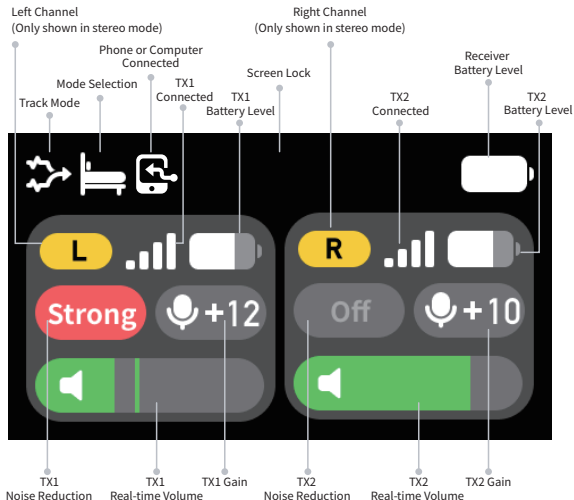 Left Channel
(Only shown in stereo mode)
Right Channel
(Only shown in stereo mode)
Phone or Computer
Connected
Receiver
Battery Level
Mode Selection
Screen Lock
TX1
Connected
TX1
Battery Level
TX2
Connected
TX2
Battery Level
Track Mode
L
R
Strong
+12
Off
+10
TX1
Noise Reduction
TX1
Real-time Volume
TX1 Gain
TX2
Noise Reduction
TX2
Real-time Volume
TX2 Gain